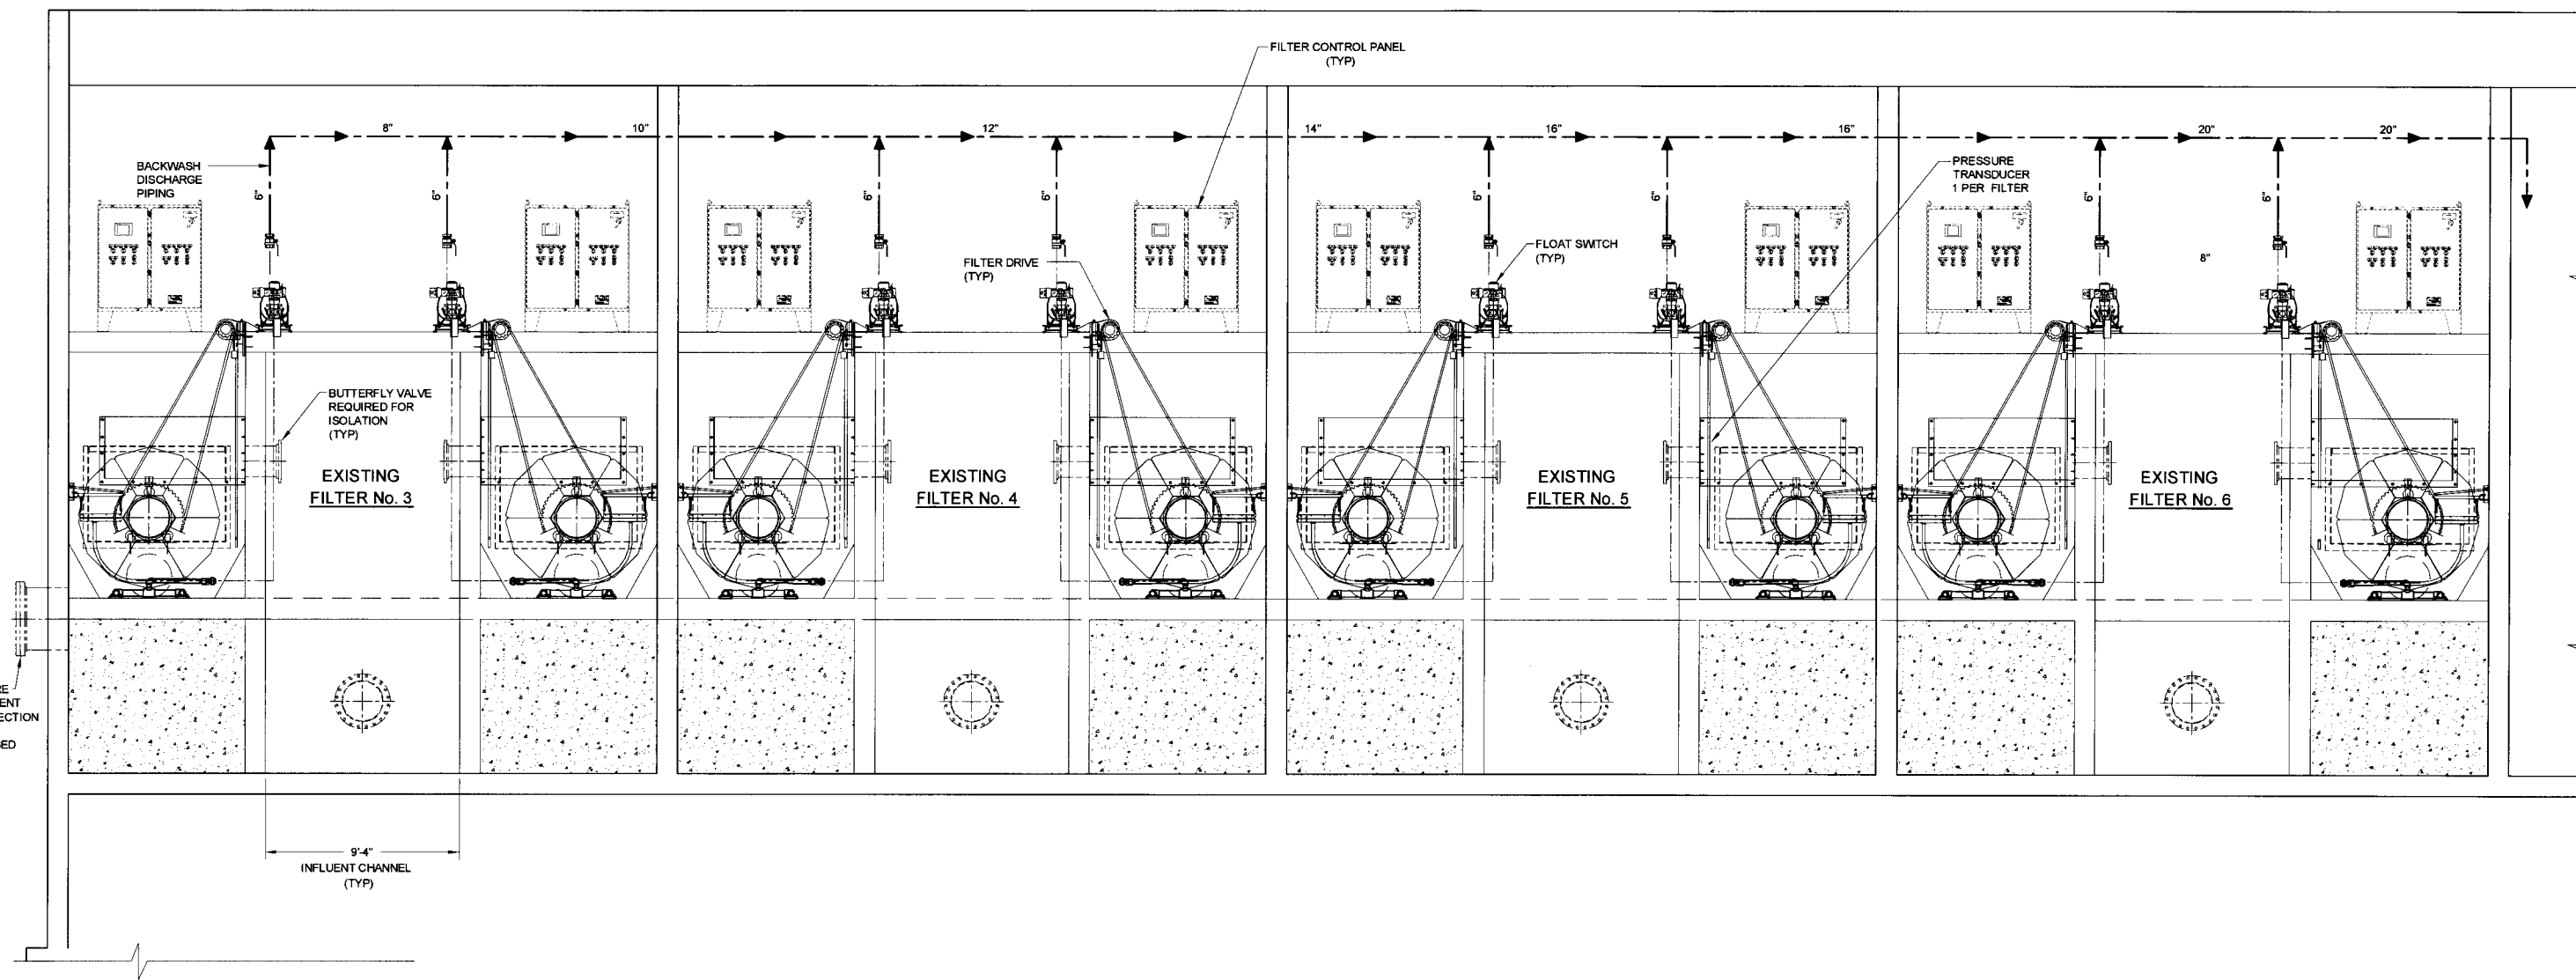 FILTER CONTROL PANEL
(TYP)
8"
10"
12"
14"
16"
16"
20"
20"
BACKWASH
DISCHARGE
PIPING
6"
6"
6"
6"
6"
6"
6"
6"
PRESSURE
TRANSDUCER
1 PER FILTER
FLOAT SWITCH
(TYP)
FILTER DRIVE
(TYP)
8"
BUTTERFLY VALVE
REQUIRED FOR
ISOLATION
(TYP)
EXISTING
FILTER No. 3
EXISTING
FILTER No. 4
EXISTING
FILTER No. 5
EXISTING
FILTER No. 6
RE
ENT
ECTION
SED
9'-4"
INFLUENT CHANNEL
(TYP)